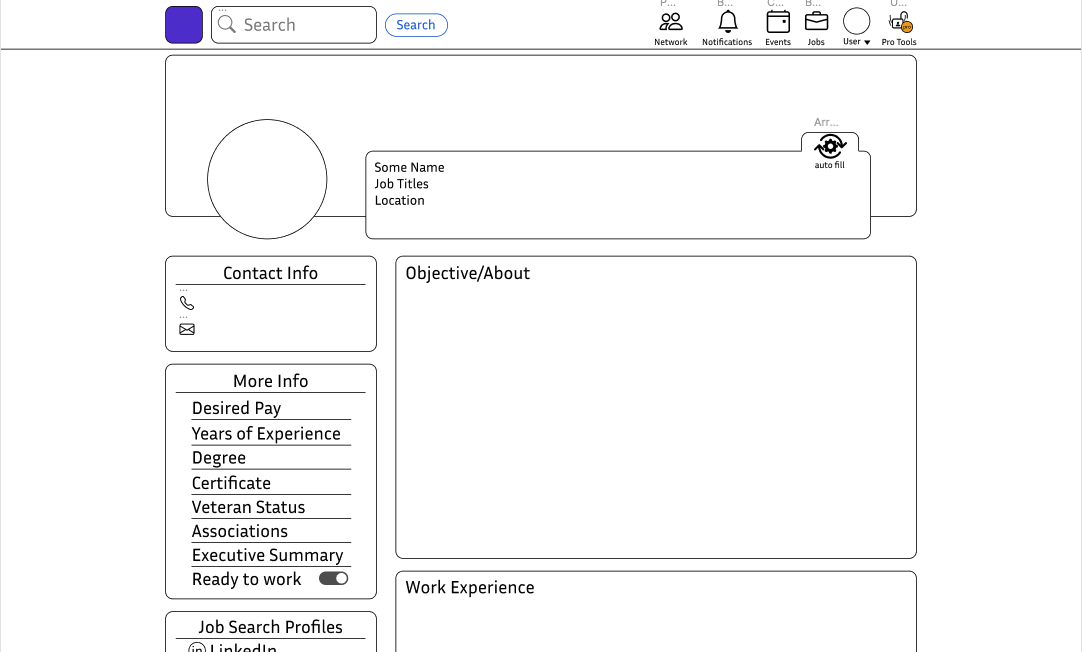 ...
P...
B...
C...
B...
U...
Search
Search
Network
Notifications
Events
Jobs
User
Pro Tools
Arr...
auto fill
Some Name
Job Titles
Location
Contact Info
...
...
Objective/About
More Info
Desired Pay
Years of Experience
Degree
Certificate
Veteran Status
Associations
Executive Summary
Ready to work
Work Experience
Job Search Profiles
in LinkedIn